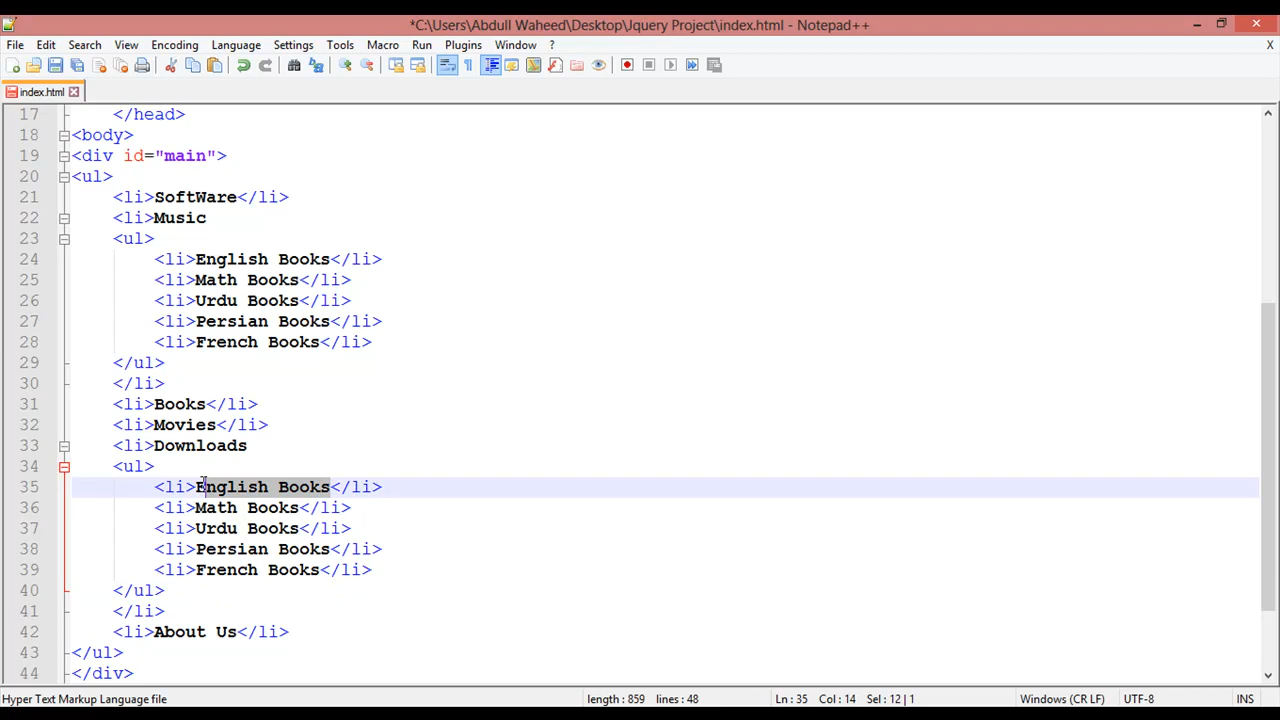 *C:\Users\Abdull Waheed\Desktop\Jquery Project\index.html - Notepad++
File Edit Search View Encoding Language Settings Tools Macro Run Plugins Window ? X
index.html
17 </head>
18 <body>
19 <div id="main">
20 <ul>
21 <li>SoftWare</li>
22 <li>Music
23 <ul>
24 <li>English Books</li>
25 <li>Math Books</li>
26 <li>Urdu Books</li>
27 <li>Persian Books</li>
28 <li>French Books</li>
29 </ul>
30 </li>
31 <li>Books</li>
32 <li>Movies</li>
33 <li>Downloads
34 <ul>
35 <li>English Books</li>
36 <li>Math Books</li>
37 <li>Urdu Books</li>
38 <li>Persian Books</li>
39 <li>French Books</li>
40 </ul>
41 </li>
42 <li>About Us</li>
43 </ul>
44 </div>
Hyper Text Markup Language file length : 859 lines : 48 Ln : 35 Col : 14 Sel : 12 | 1 Windows (CR LF) UTF-8 INS